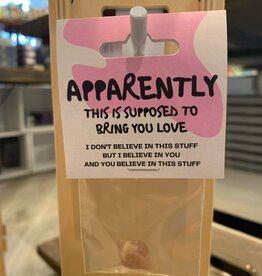 APPARENTLY
THIS IS SUPPOSED TO
BRING YOU LOVE
I DON'T BELIEVE IN THIS STUFF
BUT I BELIEVE IN YOU
AND YOU BELIEVE IN THIS STUFF